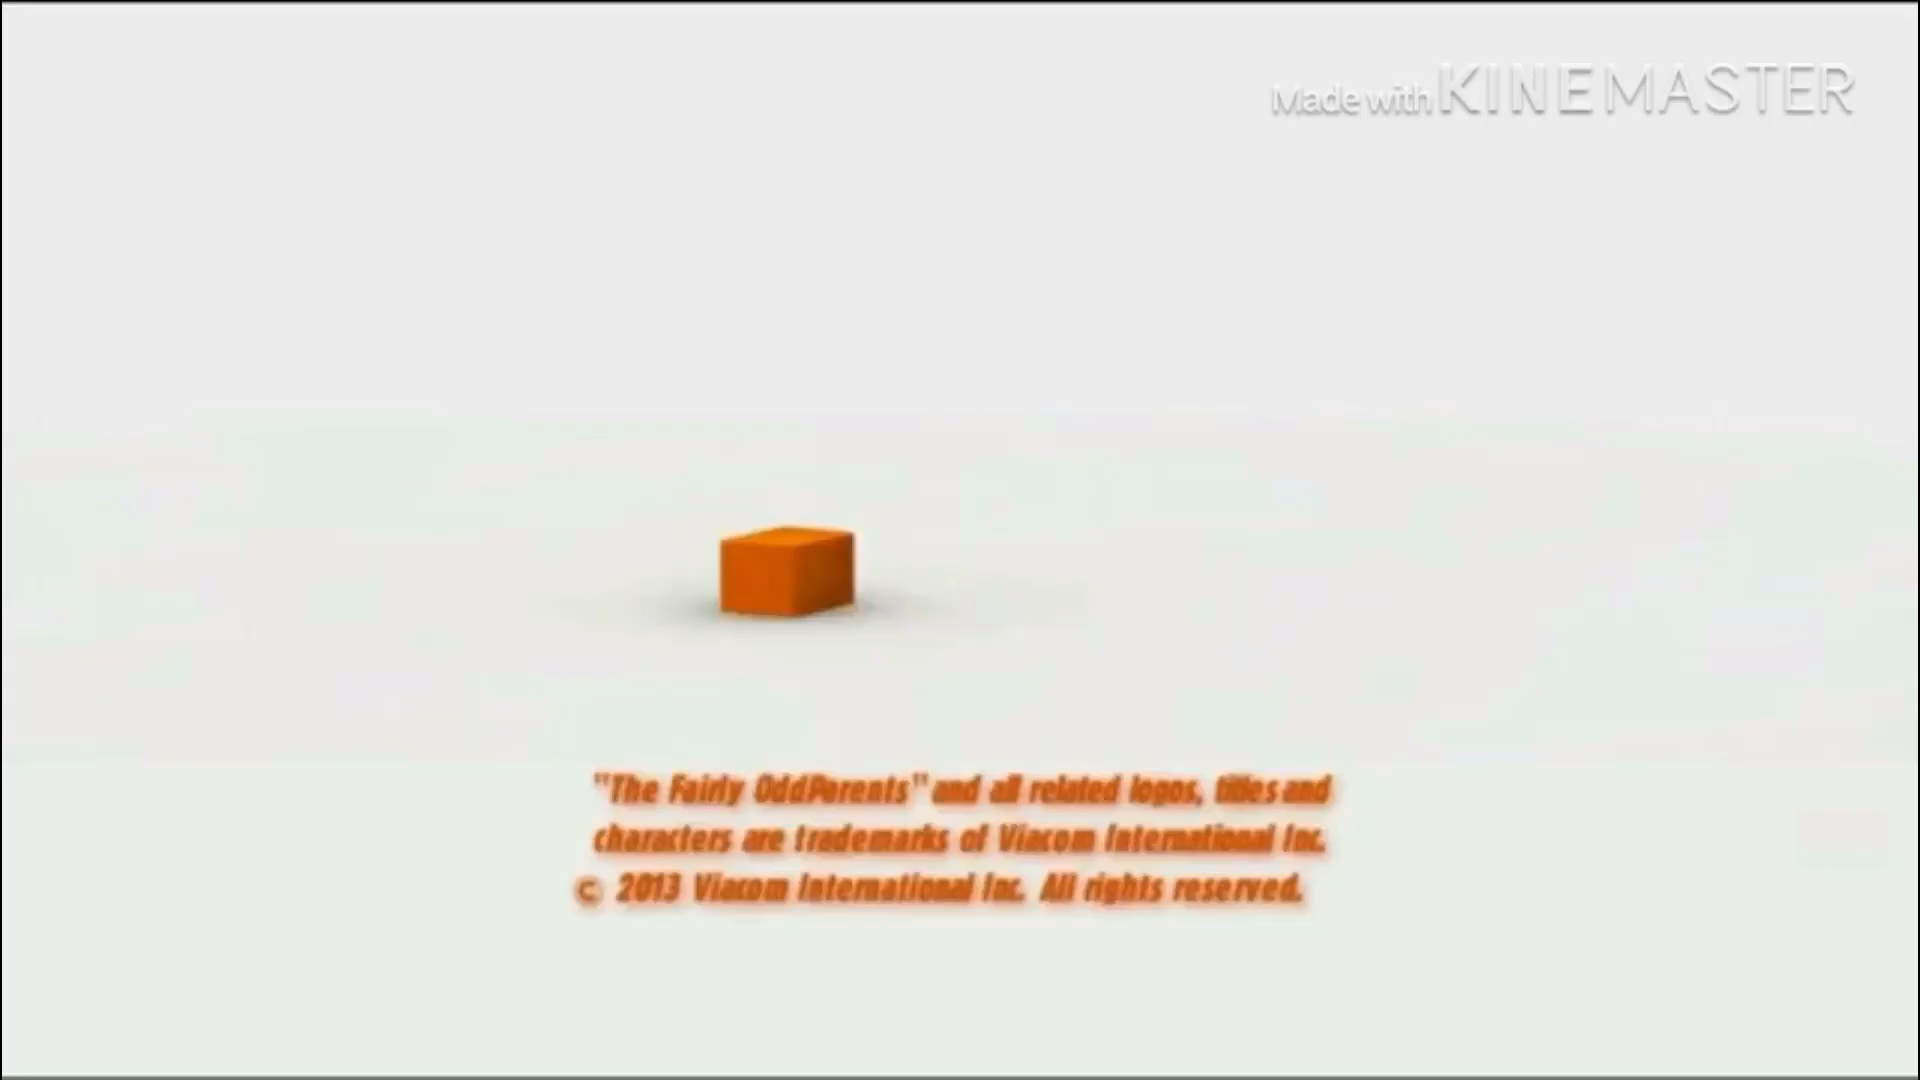 Made with KINEMASTER
"The Fairly OddParents" and all related logos, titles and
characters are trademarks of Viacom International Inc.
© 2013 Viacom International Inc. All rights reserved.